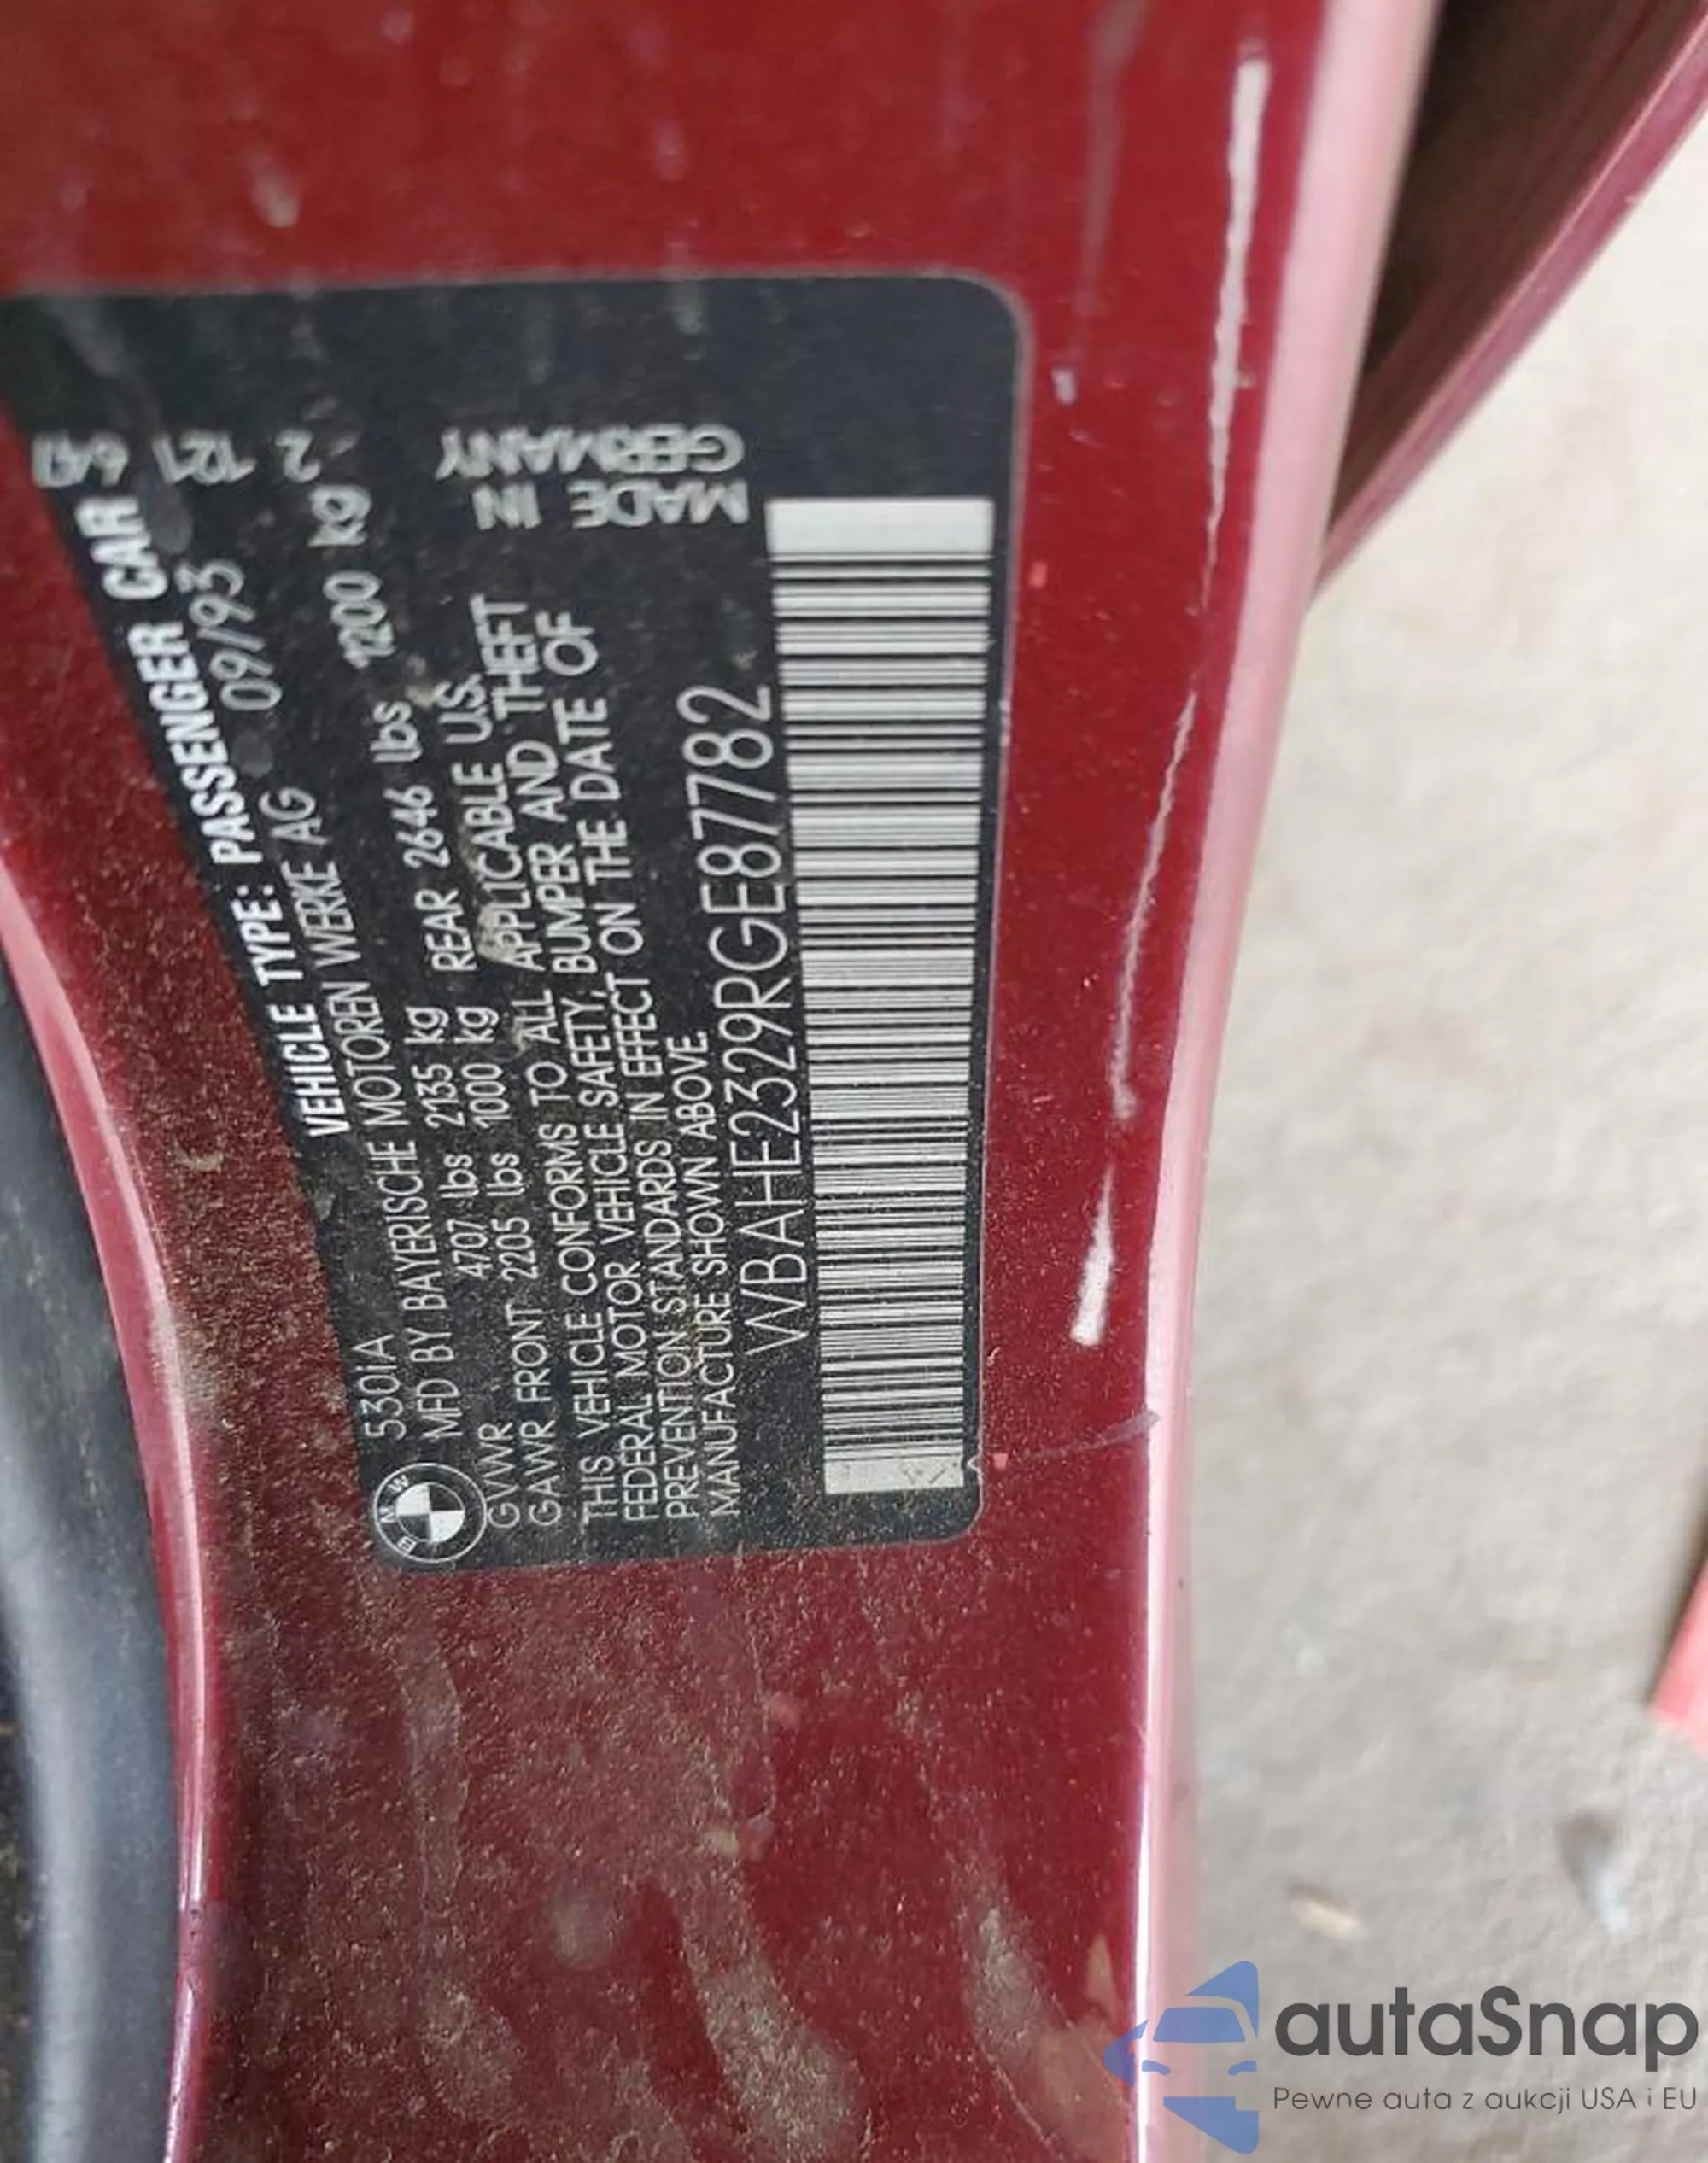 VEHICLE TYPE: PASSENGER CAR
530iA 09/93 121
MFD BY BAYERISCHE MOTOREN WERKE AG 2
GVWR 4707 lbs 2135 kg
GAWR FRONT 2205 lbs 1000 kg REAR 2646 lbs 1200 kg
THIS VEHICLE CONFORMS TO ALL APPLICABLE U.S.
FEDERAL MOTOR VEHICLE SAFETY, BUMPER AND THEFT
PREVENTION STANDARDS IN EFFECT ON THE DATE OF
MANUFACTURE SHOWN ABOVE
WBAHE2329RGE87782
MADE IN
GERMANY
B M W
autaSnap
Pewne auta z aukcji USA i EU